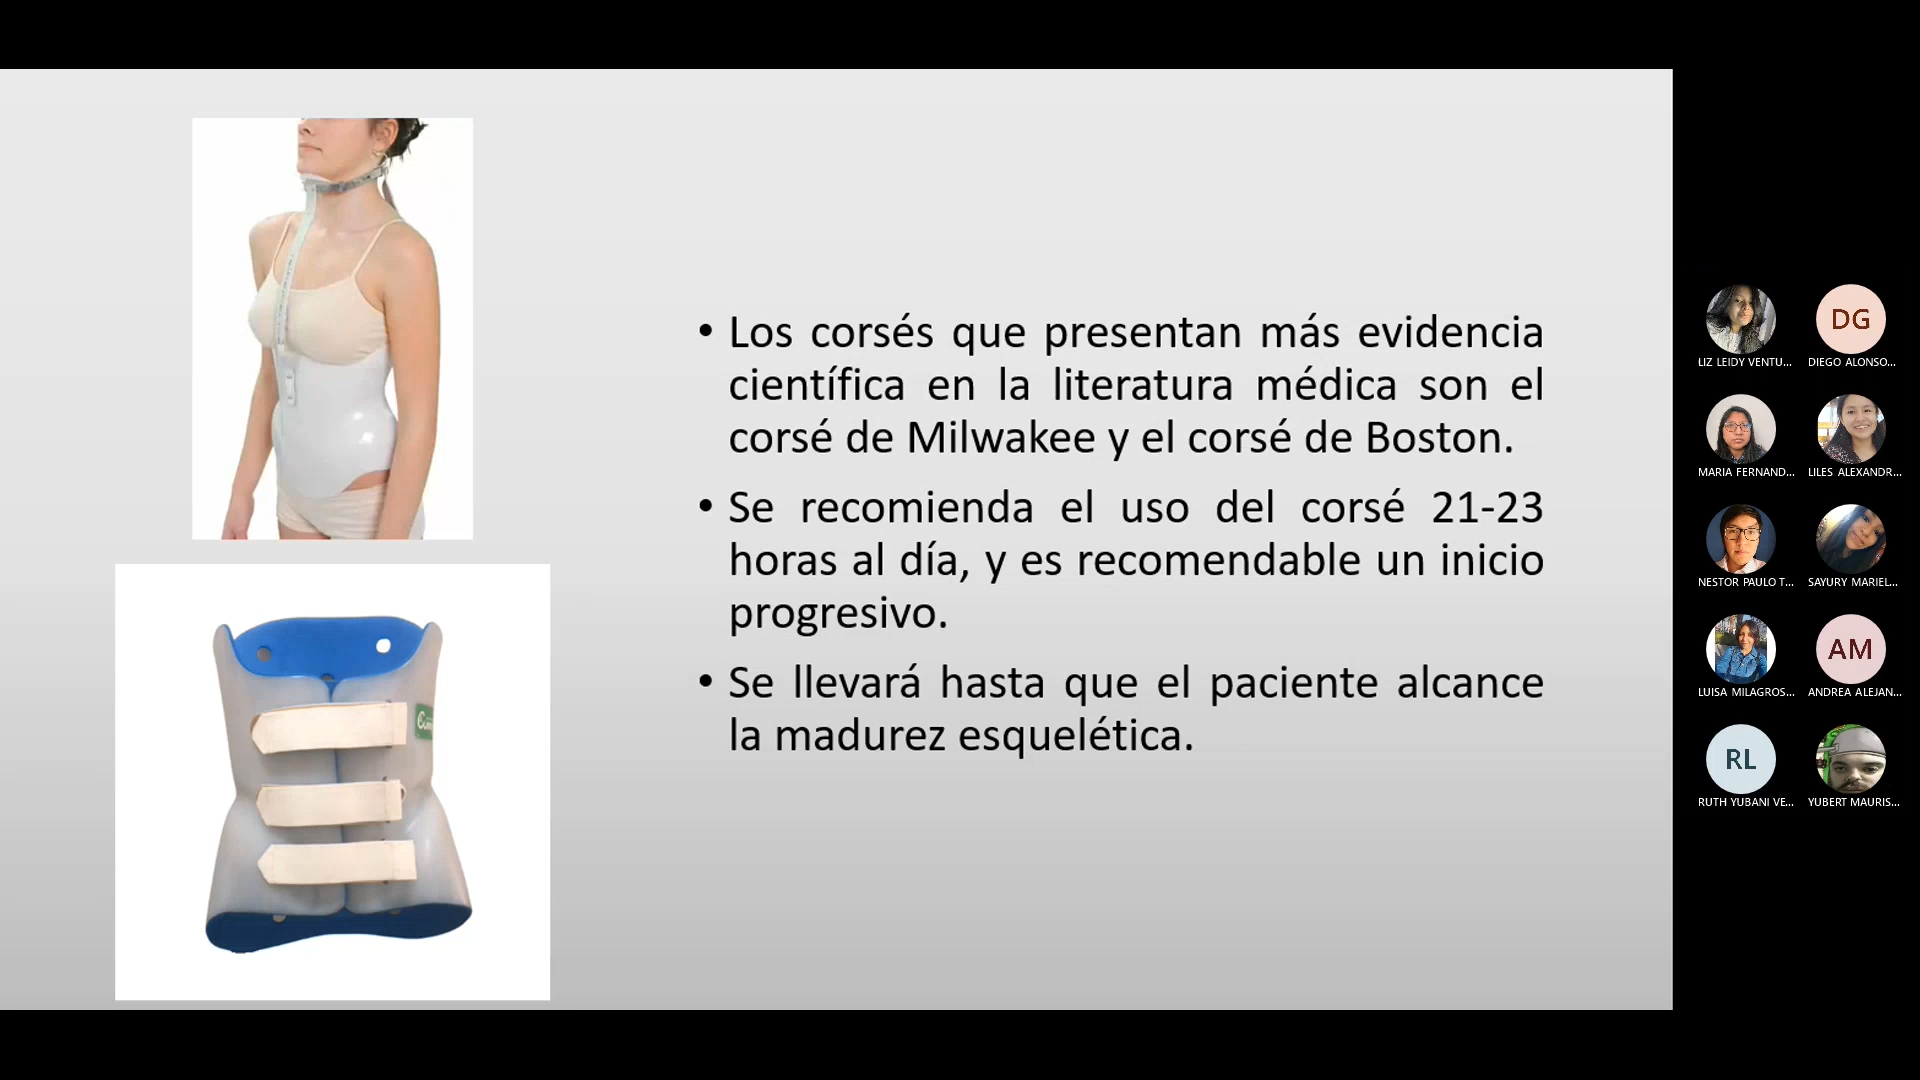 • Los corsés que presentan más evidencia
científica en la literatura médica son el
corsé de Milwakee y el corsé de Boston.
• Se recomienda el uso del corsé 21-23
horas al día, y es recomendable un inicio
progresivo.
• Se llevará hasta que el paciente alcance
la madurez esquelética.
DG
LIZ LEIDY VENTU...
DIEGO ALONSO...
MARIA FERNAND...
LILES ALEXANDR...
NESTOR PAULO T...
SAYURY MARIEL...
AM
LUISA MILAGROS...
ANDREA ALEJAN...
RL
RUTH YUBANI VE...
YUBERT MAURIS...